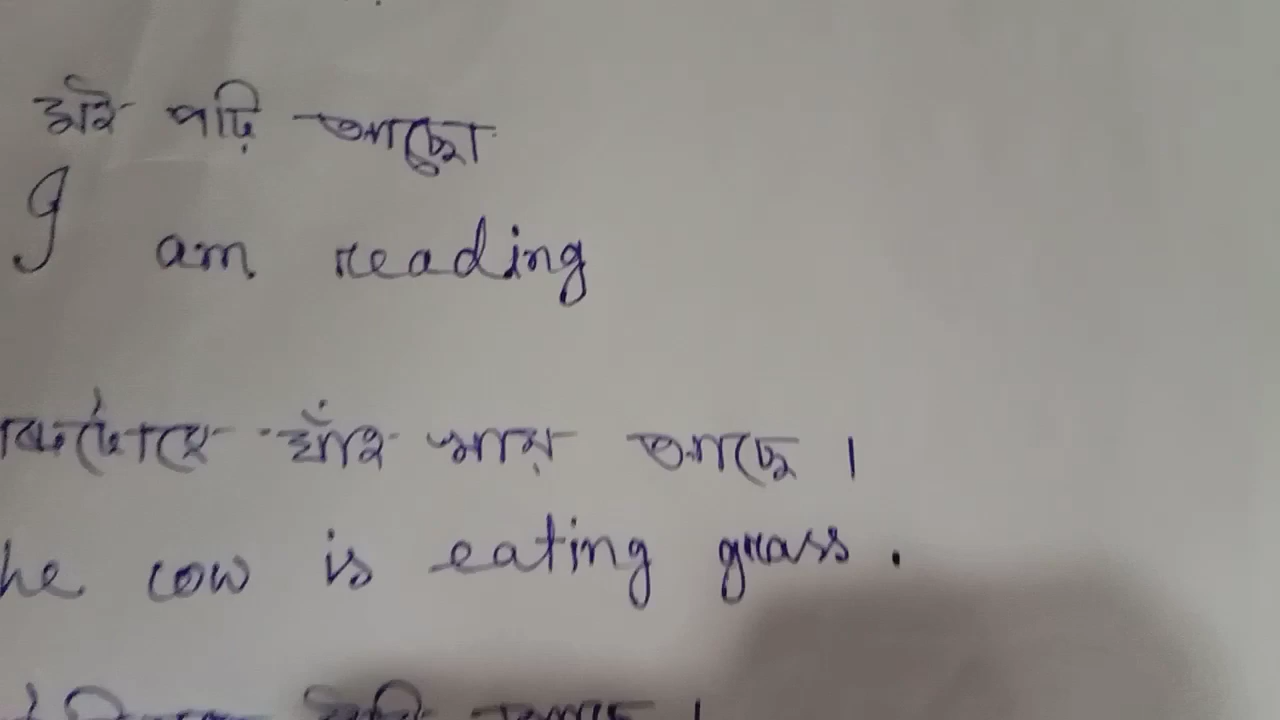 মই পঢ়ি আছো
I am reading
ঘাঁহ খায় আছে ।
he cow is eating grass .